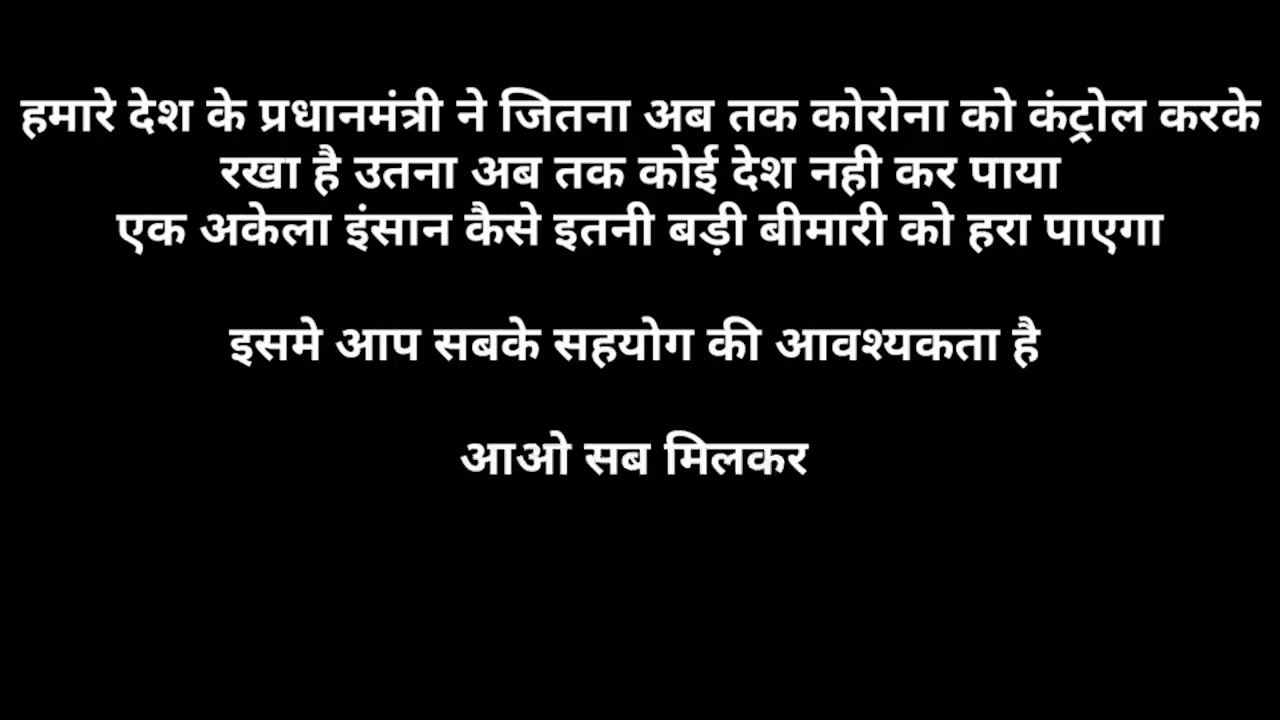 हमारे देश के प्रधानमंत्री ने जितना अब तक कोरोना को कंट्रोल करके
रखा है उतना अब तक कोई देश नही कर पाया
एक अकेला इंसान कैसे इतनी बड़ी बीमारी को हरा पाएगा
इसमे आप सबके सहयोग की आवश्यकता है
आओ सब मिलकर